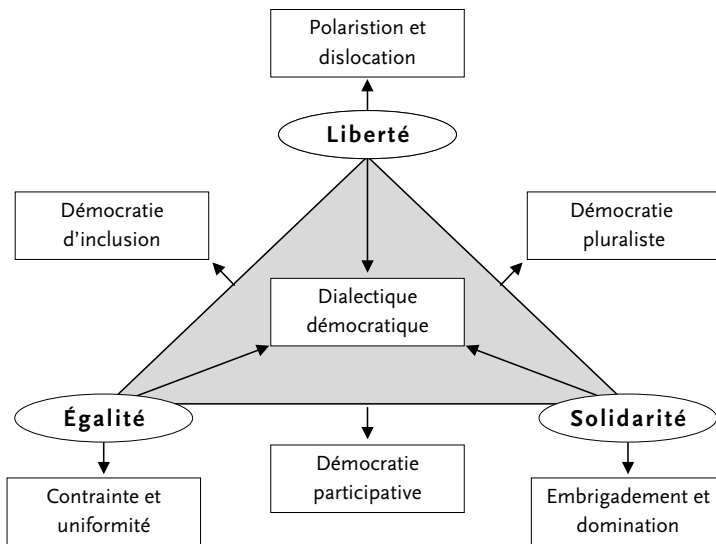 Polaristion et
dislocation
Liberté
Démocratie
d'inclusion
Démocratie
pluraliste
Dialectique
démocratique
Égalité
Solidarité
Démocratie
participative
Contrainte et
uniformité
Embrigadement et
domination